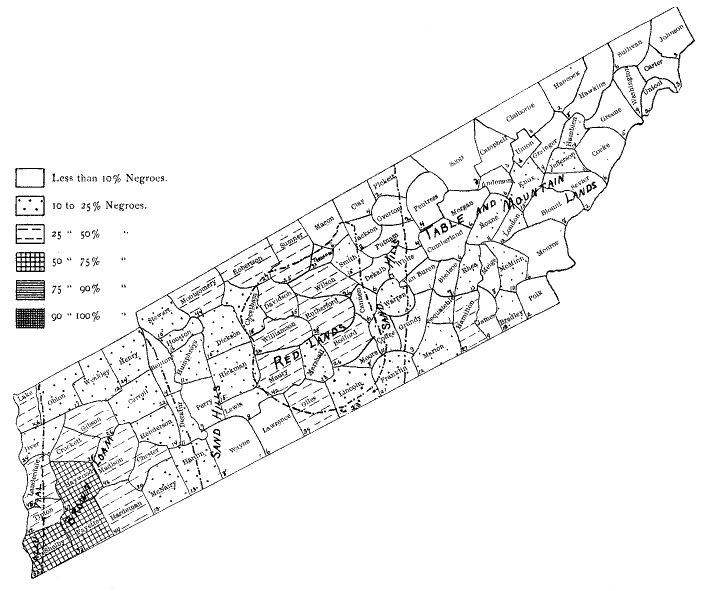 Less than 10% Negroes.
10 to 25% Negroes.
25 " 50% "
50 " 75% "
75 " 90% "
90 " 100% "
Johnson
Sullivan
Carter
Unicoi
Washington
Hancock
Hawkins
Greene
Claiborne
Hamblen
Cocke
Union
Grainger
Jefferson
Campbell
Scott
Anderson
Knox
Sevier
Blount
Pickett
Fentress
Morgan
Roane
Loudon
Monroe
TABLE AND MOUNTAIN LANDS
Clay
Overton
Cumberland
Macon
Jackson
Putnam
White
Van Buren
Bledsoe
Rhea
Meigs
McMinn
Polk
Sumner
Smith
Dekalb
Warren
Grundy
Sequatchie
Hamilton
James
Bradley
Robertson
Wilson
Cannon
Coffee
Marion
SAND HILLS
Montgomery
Cheatham
Davidson
Rutherford
Bedford
Moore
Franklin
Stewart
Houston
Dickson
Williamson
RED LANDS
Marshall
Lincoln
Humphreys
Hickman
Maury
Giles
Henry
Benton
Perry
Lewis
Lawrence
SAND HILLS
Lake
Obion
Weakley
Carroll
Decatur
Wayne
Gibson
Henderson
Hardin
Dyer
Crockett
Madison
Chester
McNairy
Lauderdale
Haywood
BROWN LOAM
Hardeman
Tipton
Fayette
Shelby